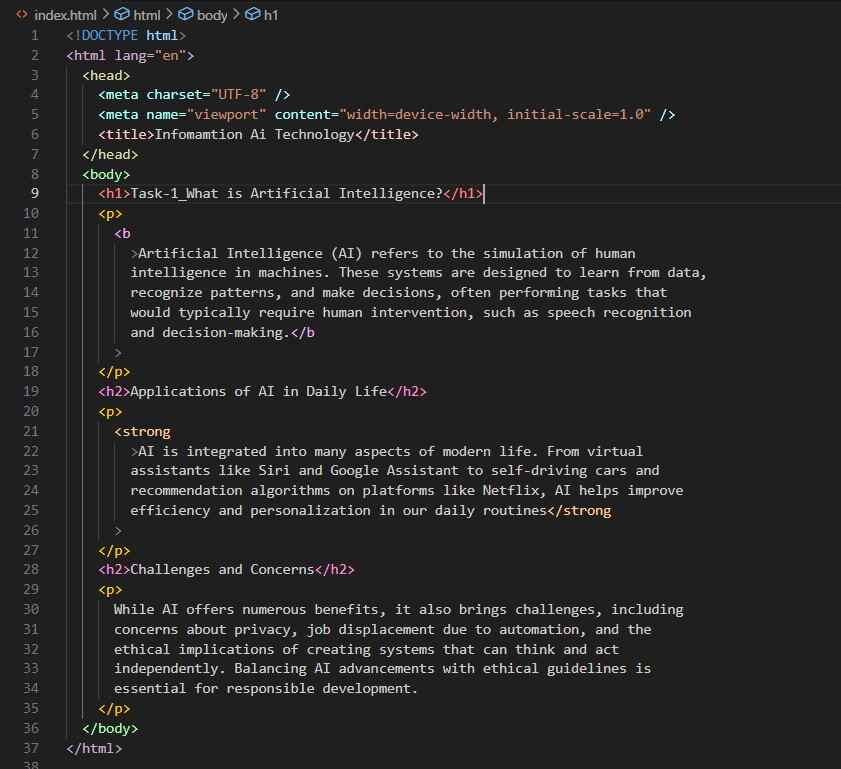 index.html > html > body > h1
1 <!DOCTYPE html>
2 <html lang="en">
3 <head>
4 <meta charset="UTF-8" />
5 <meta name="viewport" content="width=device-width, initial-scale=1.0" />
6 <title>Infomamtion Ai Technology</title>
7 </head>
8 <body>
9 <h1>Task-1_What is Artificial Intelligence?</h1>
10 <p>
11 <b
12 >Artificial Intelligence (AI) refers to the simulation of human
13 intelligence in machines. These systems are designed to learn from data,
14 recognize patterns, and make decisions, often performing tasks that
15 would typically require human intervention, such as speech recognition
16 and decision-making.</b
17 >
18 </p>
19 <h2>Applications of AI in Daily Life</h2>
20 <p>
21 <strong
22 >AI is integrated into many aspects of modern life. From virtual
23 assistants like Siri and Google Assistant to self-driving cars and
24 recommendation algorithms on platforms like Netflix, AI helps improve
25 efficiency and personalization in our daily routines</strong
26 >
27 </p>
28 <h2>Challenges and Concerns</h2>
29 <p>
30 While AI offers numerous benefits, it also brings challenges, including
31 concerns about privacy, job displacement due to automation, and the
32 ethical implications of creating systems that can think and act
33 independently. Balancing AI advancements with ethical guidelines is
34 essential for responsible development.
35 </p>
36 </body>
37 </html>
38